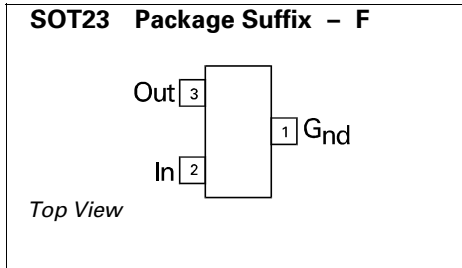 SOT23 Package Suffix – F
Out 3
1 Gnd
In 2
Top View